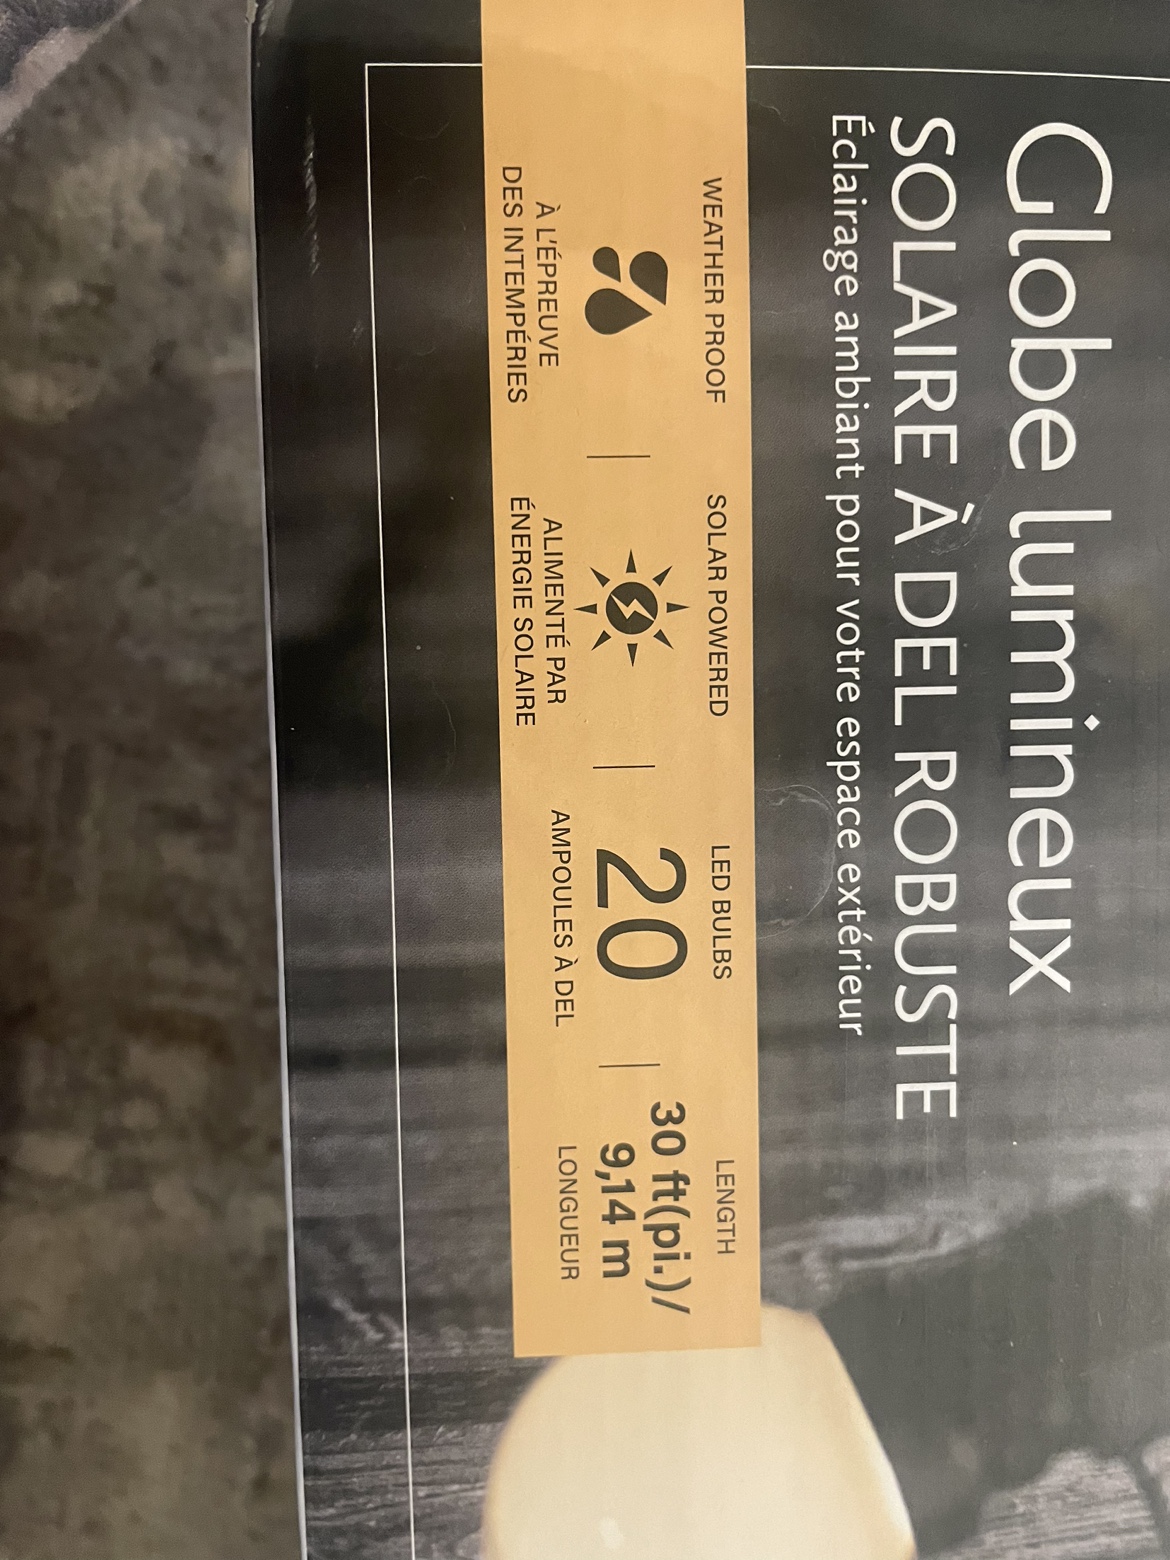 Globe lumineux
SOLAIRE À DEL ROBUSTE
Éclairage ambiant pour votre espace extérieur
WEATHER PROOF
À L'ÉPREUVE
DES INTEMPÉRIES
SOLAR POWERED
ALIMENTÉ PAR
ÉNERGIE SOLAIRE
LED BULBS
20
AMPOULES À DEL
LENGTH
30 ft(pi.)/
9,14 m
LONGUEUR